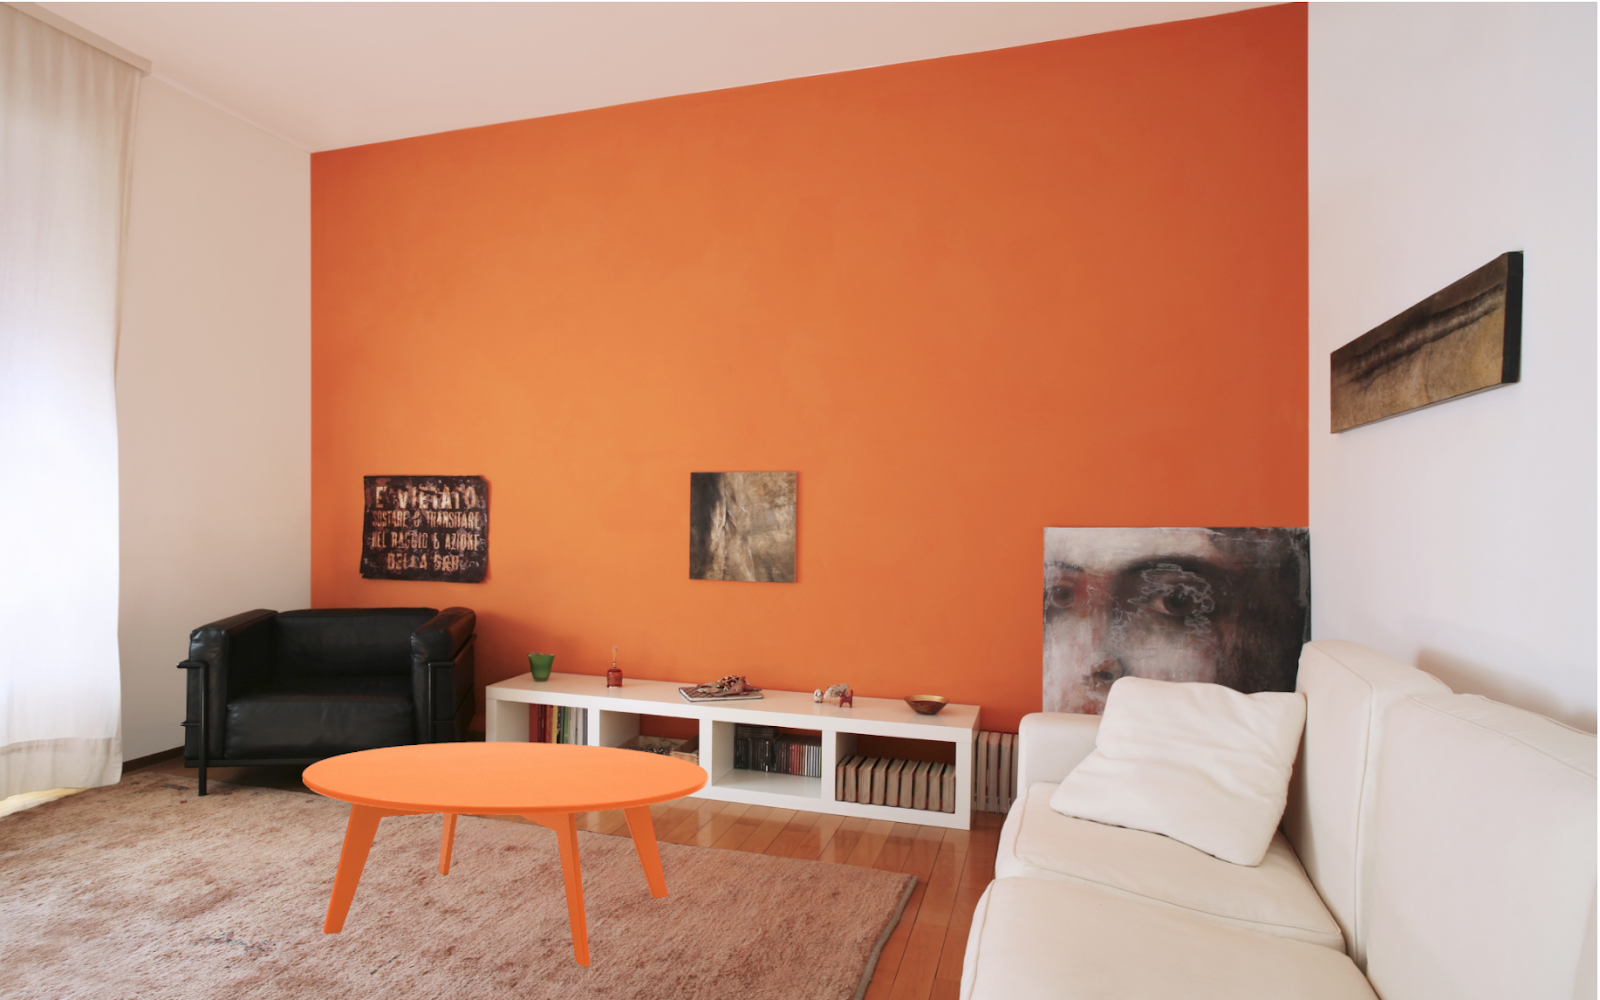 E' VIETATO
SOSTARE O TRANSITARE
NEL RAGGIO D AZIONE
DELLA GRU